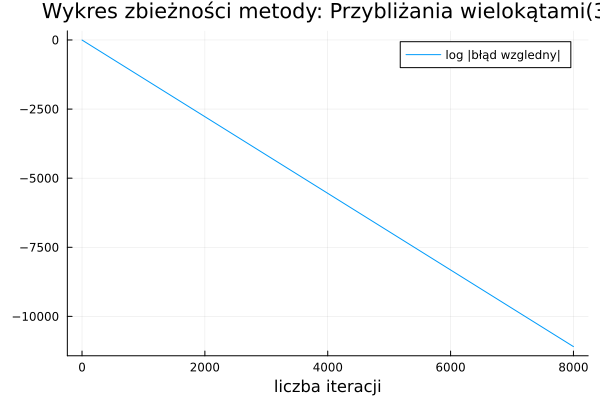 Wykres zbieżności metody: Przybliżania wielokątami(3
log |błąd wzgledny|
0
−2500
−5000
−7500
−10000
0 2000 4000 6000 8000
liczba iteracji